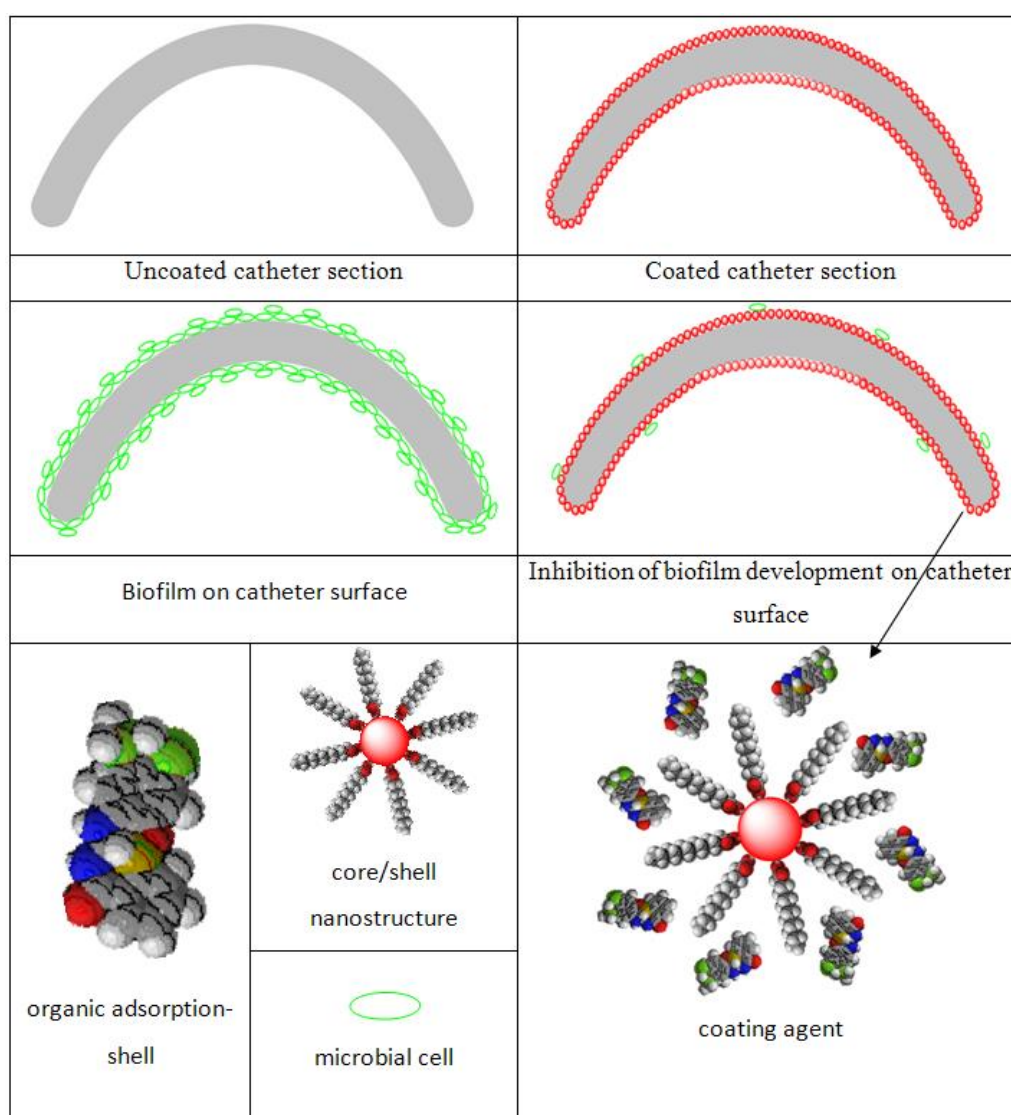 Uncoated catheter section
Coated catheter section
Biofilm on catheter surface
Inhibition of biofilm development on catheter
surface
organic adsorption-
shell
core/shell
nanostructure
microbial cell
coating agent